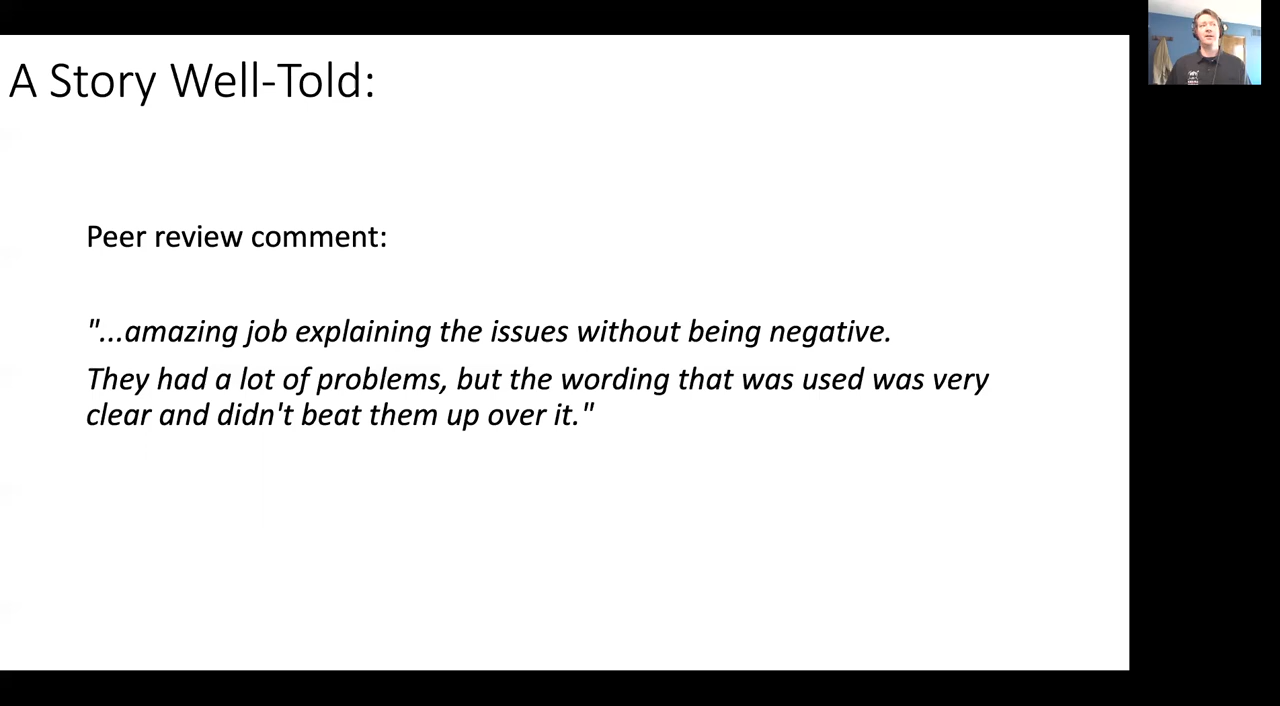 A Story Well-Told:
Peer review comment:
"...amazing job explaining the issues without being negative.
They had a lot of problems, but the wording that was used was very
clear and didn't beat them up over it."